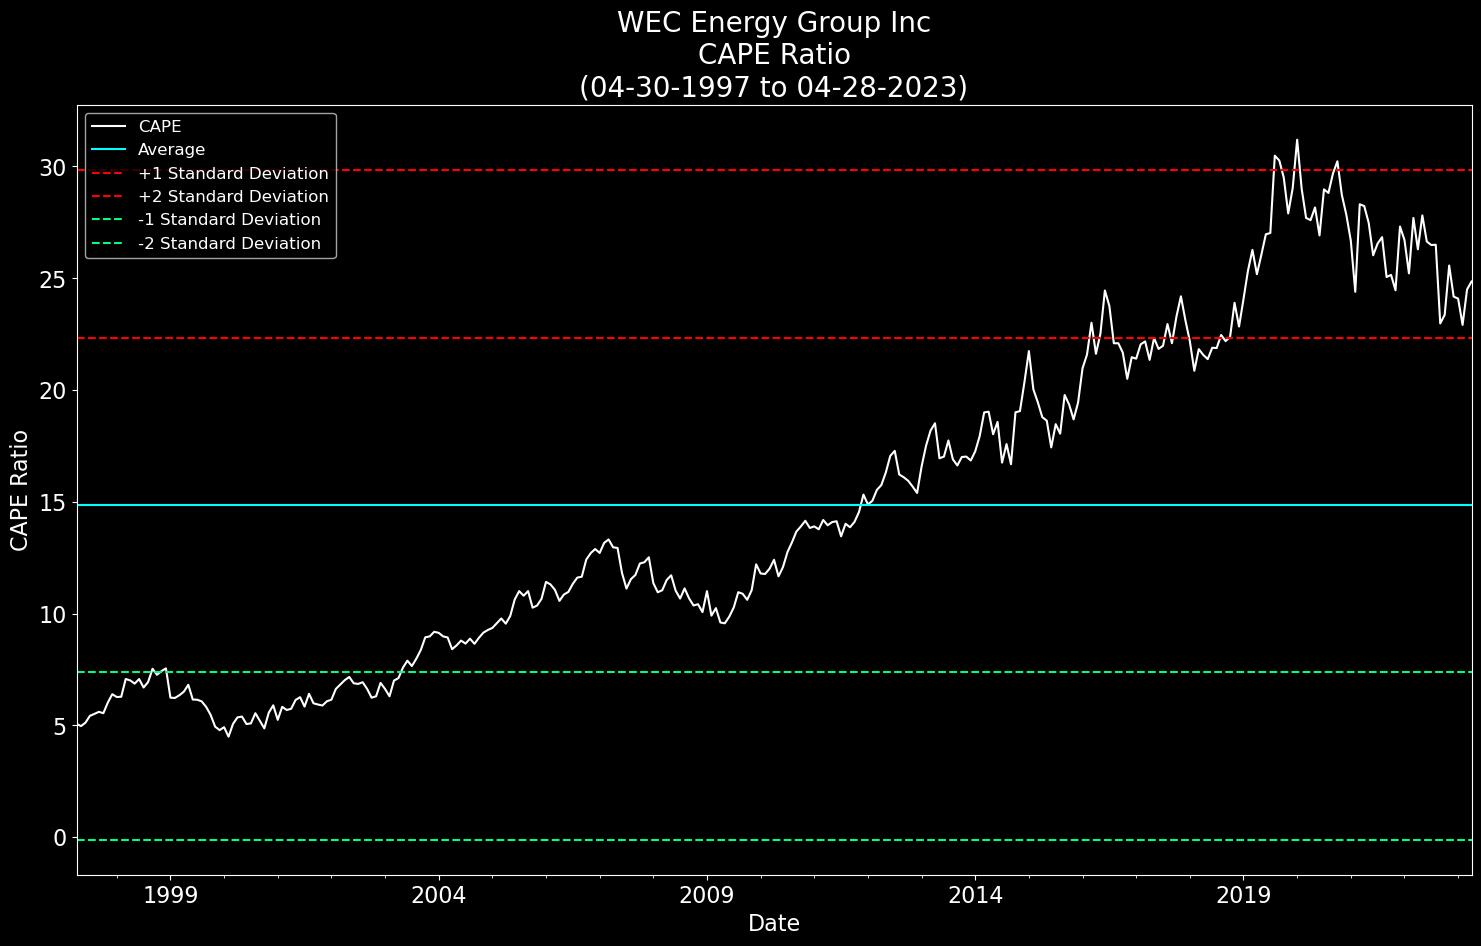 WEC Energy Group Inc
CAPE Ratio
(04-30-1997 to 04-28-2023)
CAPE
Average
+1 Standard Deviation
+2 Standard Deviation
-1 Standard Deviation
-2 Standard Deviation
CAPE Ratio
30
25
20
15
10
5
0
1999 2004 2009 2014 2019
Date